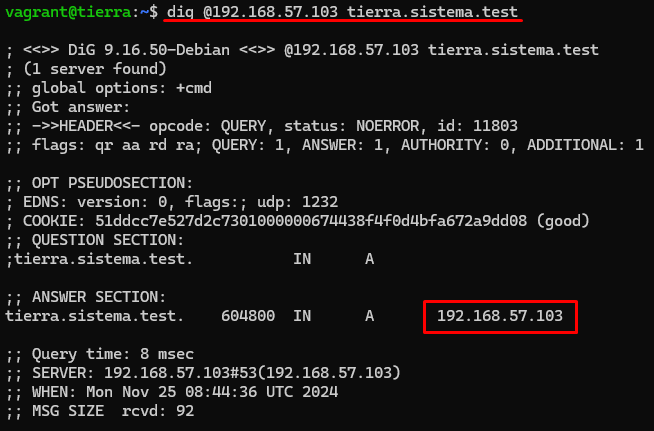 vagrant@tierra:~$ dig @192.168.57.103 tierra.sistema.test
; <<>> DiG 9.16.50-Debian <<>> @192.168.57.103 tierra.sistema.test
; (1 server found)
;; global options: +cmd
;; Got answer:
;; ->>HEADER<<- opcode: QUERY, status: NOERROR, id: 11803
;; flags: qr aa rd ra; QUERY: 1, ANSWER: 1, AUTHORITY: 0, ADDITIONAL: 1
;; OPT PSEUDOSECTION:
; EDNS: version: 0, flags:; udp: 1232
; COOKIE: 51ddcc7e527d2c7301000000674438f4f0d4bfa672a9dd08 (good)
;; QUESTION SECTION:
;tierra.sistema.test. IN A
;; ANSWER SECTION:
tierra.sistema.test. 604800 IN A 192.168.57.103
;; Query time: 8 msec
;; SERVER: 192.168.57.103#53(192.168.57.103)
;; WHEN: Mon Nov 25 08:44:36 UTC 2024
;; MSG SIZE rcvd: 92